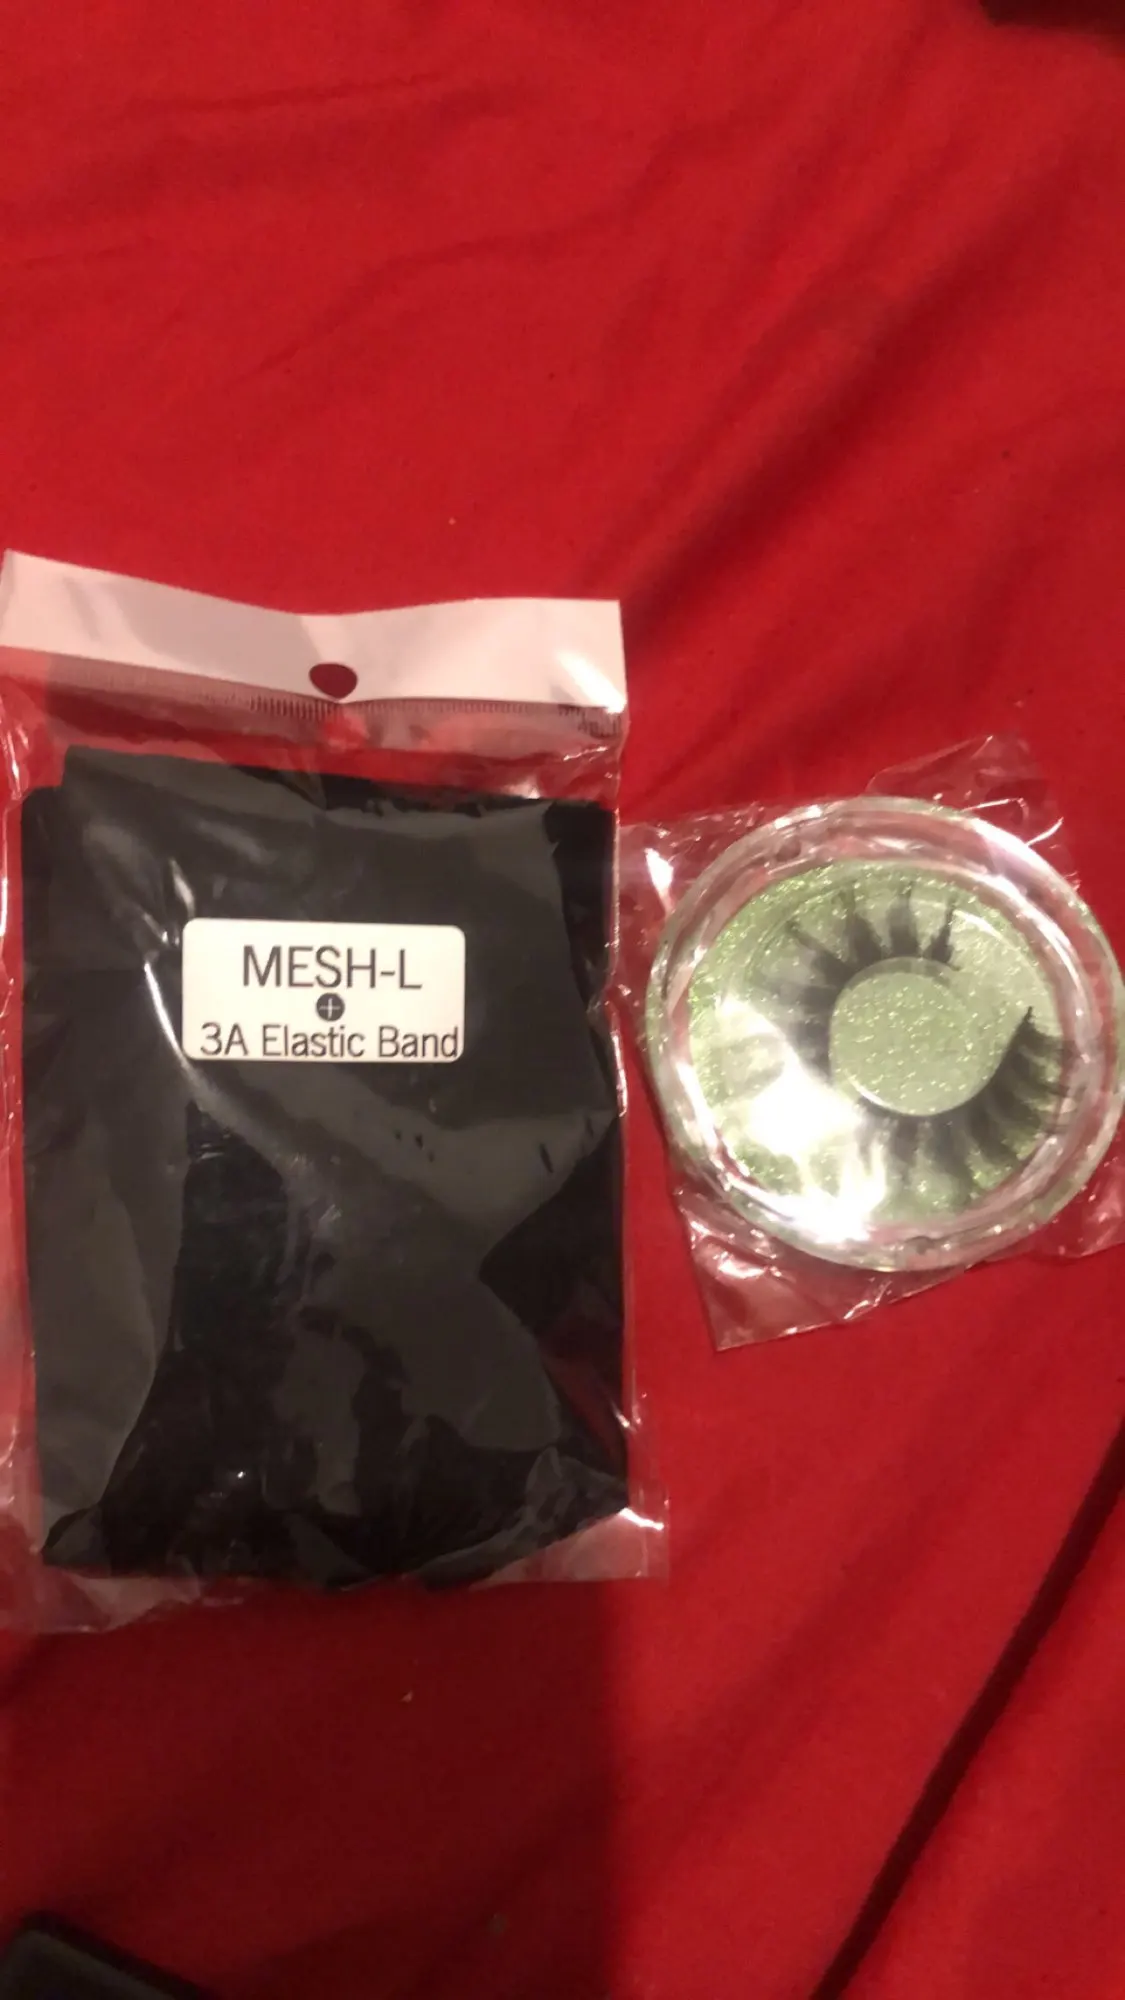 MESH-L
⊕
3A Elastic Band